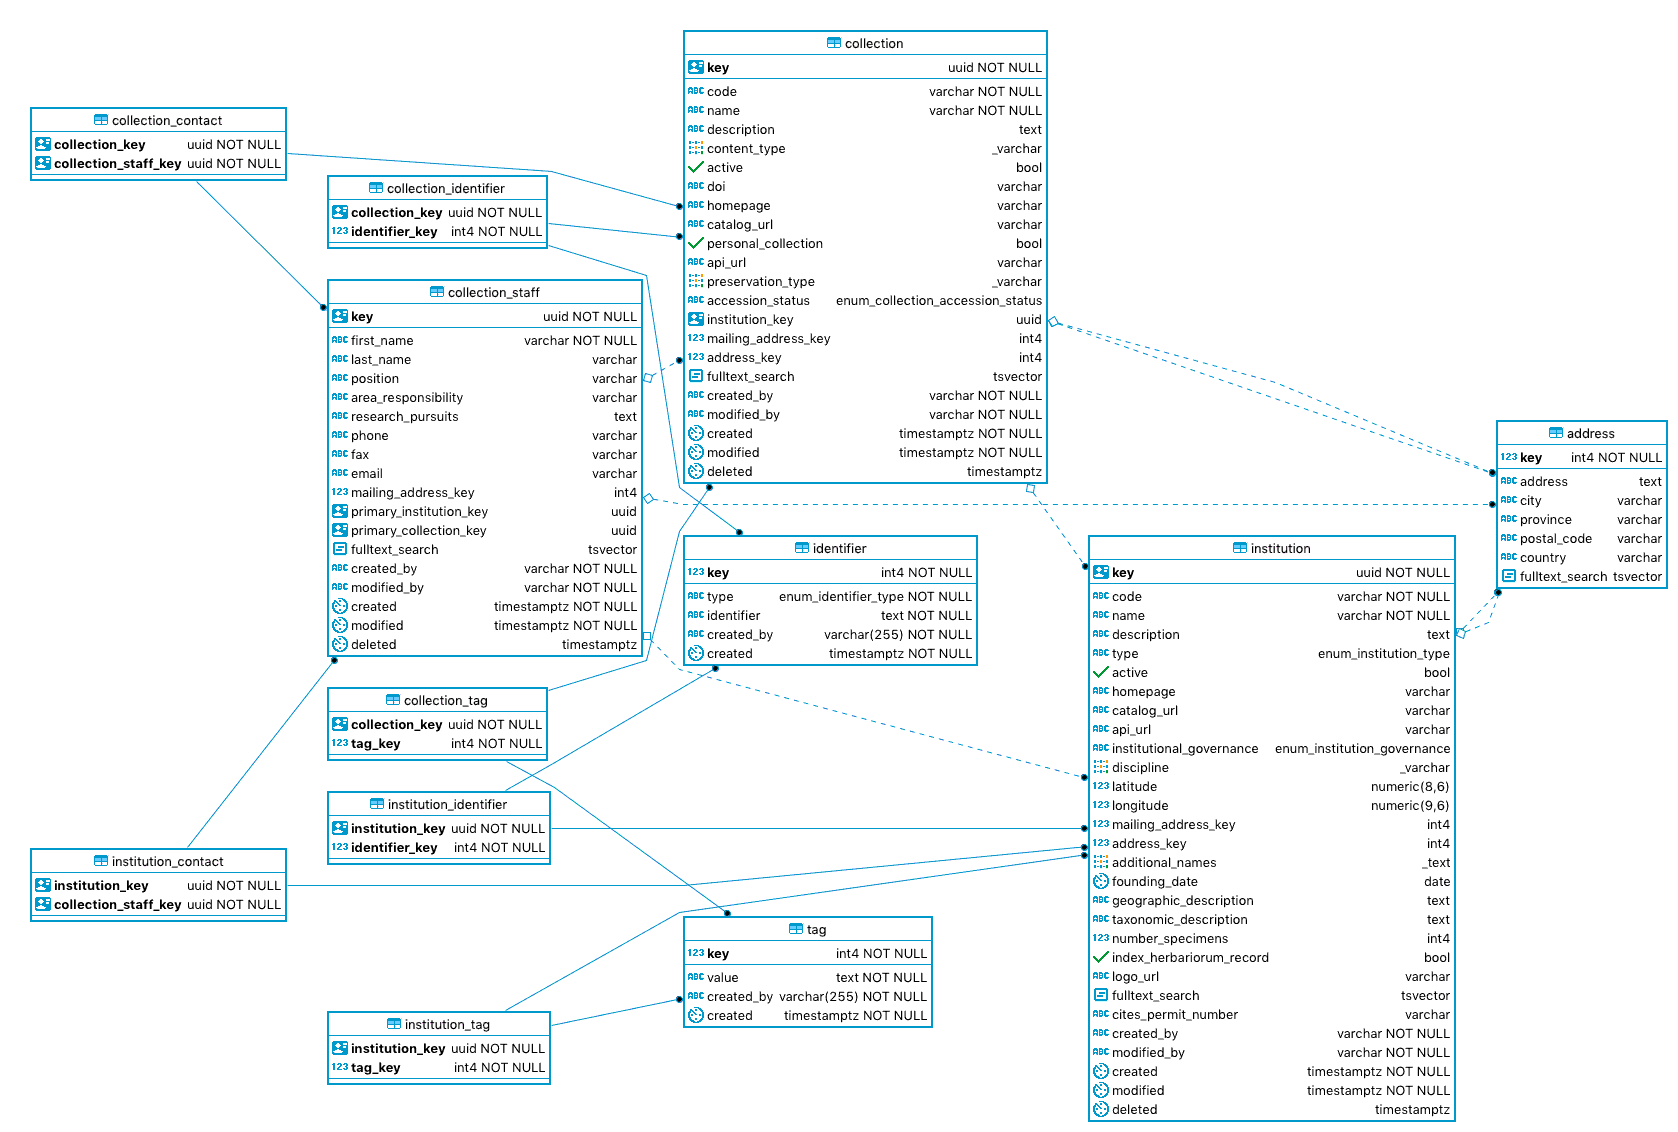 collection
key uuid NOT NULL
code varchar NOT NULL
name varchar NOT NULL
description text
content_type _varchar
active bool
doi varchar
homepage varchar
catalog_url varchar
personal_collection bool
api_url varchar
preservation_type _varchar
accession_status enum_collection_accession_status
institution_key uuid
mailing_address_key int4
address_key int4
fulltext_search tsvector
created_by varchar NOT NULL
modified_by varchar NOT NULL
created timestamptz NOT NULL
modified timestamptz NOT NULL
deleted timestamptz
collection_contact
collection_key uuid NOT NULL
collection_staff_key uuid NOT NULL
collection_identifier
collection_key uuid NOT NULL
identifier_key int4 NOT NULL
collection_staff
key uuid NOT NULL
first_name varchar NOT NULL
last_name varchar
position varchar
area_responsibility varchar
research_pursuits text
phone varchar
fax varchar
email varchar
mailing_address_key int4
primary_institution_key uuid
primary_collection_key uuid
fulltext_search tsvector
created_by varchar NOT NULL
modified_by varchar NOT NULL
created timestamptz NOT NULL
modified timestamptz NOT NULL
deleted timestamptz
address
key int4 NOT NULL
address text
city varchar
province varchar
postal_code varchar
country varchar
fulltext_search tsvector
identifier
key int4 NOT NULL
type enum_identifier_type NOT NULL
identifier text NOT NULL
created_by varchar(255) NOT NULL
created timestamptz NOT NULL
institution
key uuid NOT NULL
code varchar NOT NULL
name varchar NOT NULL
description text
type enum_institution_type
active bool
homepage varchar
catalog_url varchar
api_url varchar
institutional_governance enum_institution_governance
discipline _varchar
latitude numeric(8,6)
longitude numeric(9,6)
mailing_address_key int4
address_key int4
additional_names _text
founding_date date
geographic_description text
taxonomic_description text
number_specimens int4
index_herbariorum_record bool
logo_url varchar
fulltext_search tsvector
cites_permit_number varchar
created_by varchar NOT NULL
modified_by varchar NOT NULL
created timestamptz NOT NULL
modified timestamptz NOT NULL
deleted timestamptz
collection_tag
collection_key uuid NOT NULL
tag_key int4 NOT NULL
institution_identifier
institution_key uuid NOT NULL
identifier_key int4 NOT NULL
institution_contact
institution_key uuid NOT NULL
collection_staff_key uuid NOT NULL
tag
key int4 NOT NULL
value text NOT NULL
created_by varchar(255) NOT NULL
created timestamptz NOT NULL
institution_tag
institution_key uuid NOT NULL
tag_key int4 NOT NULL